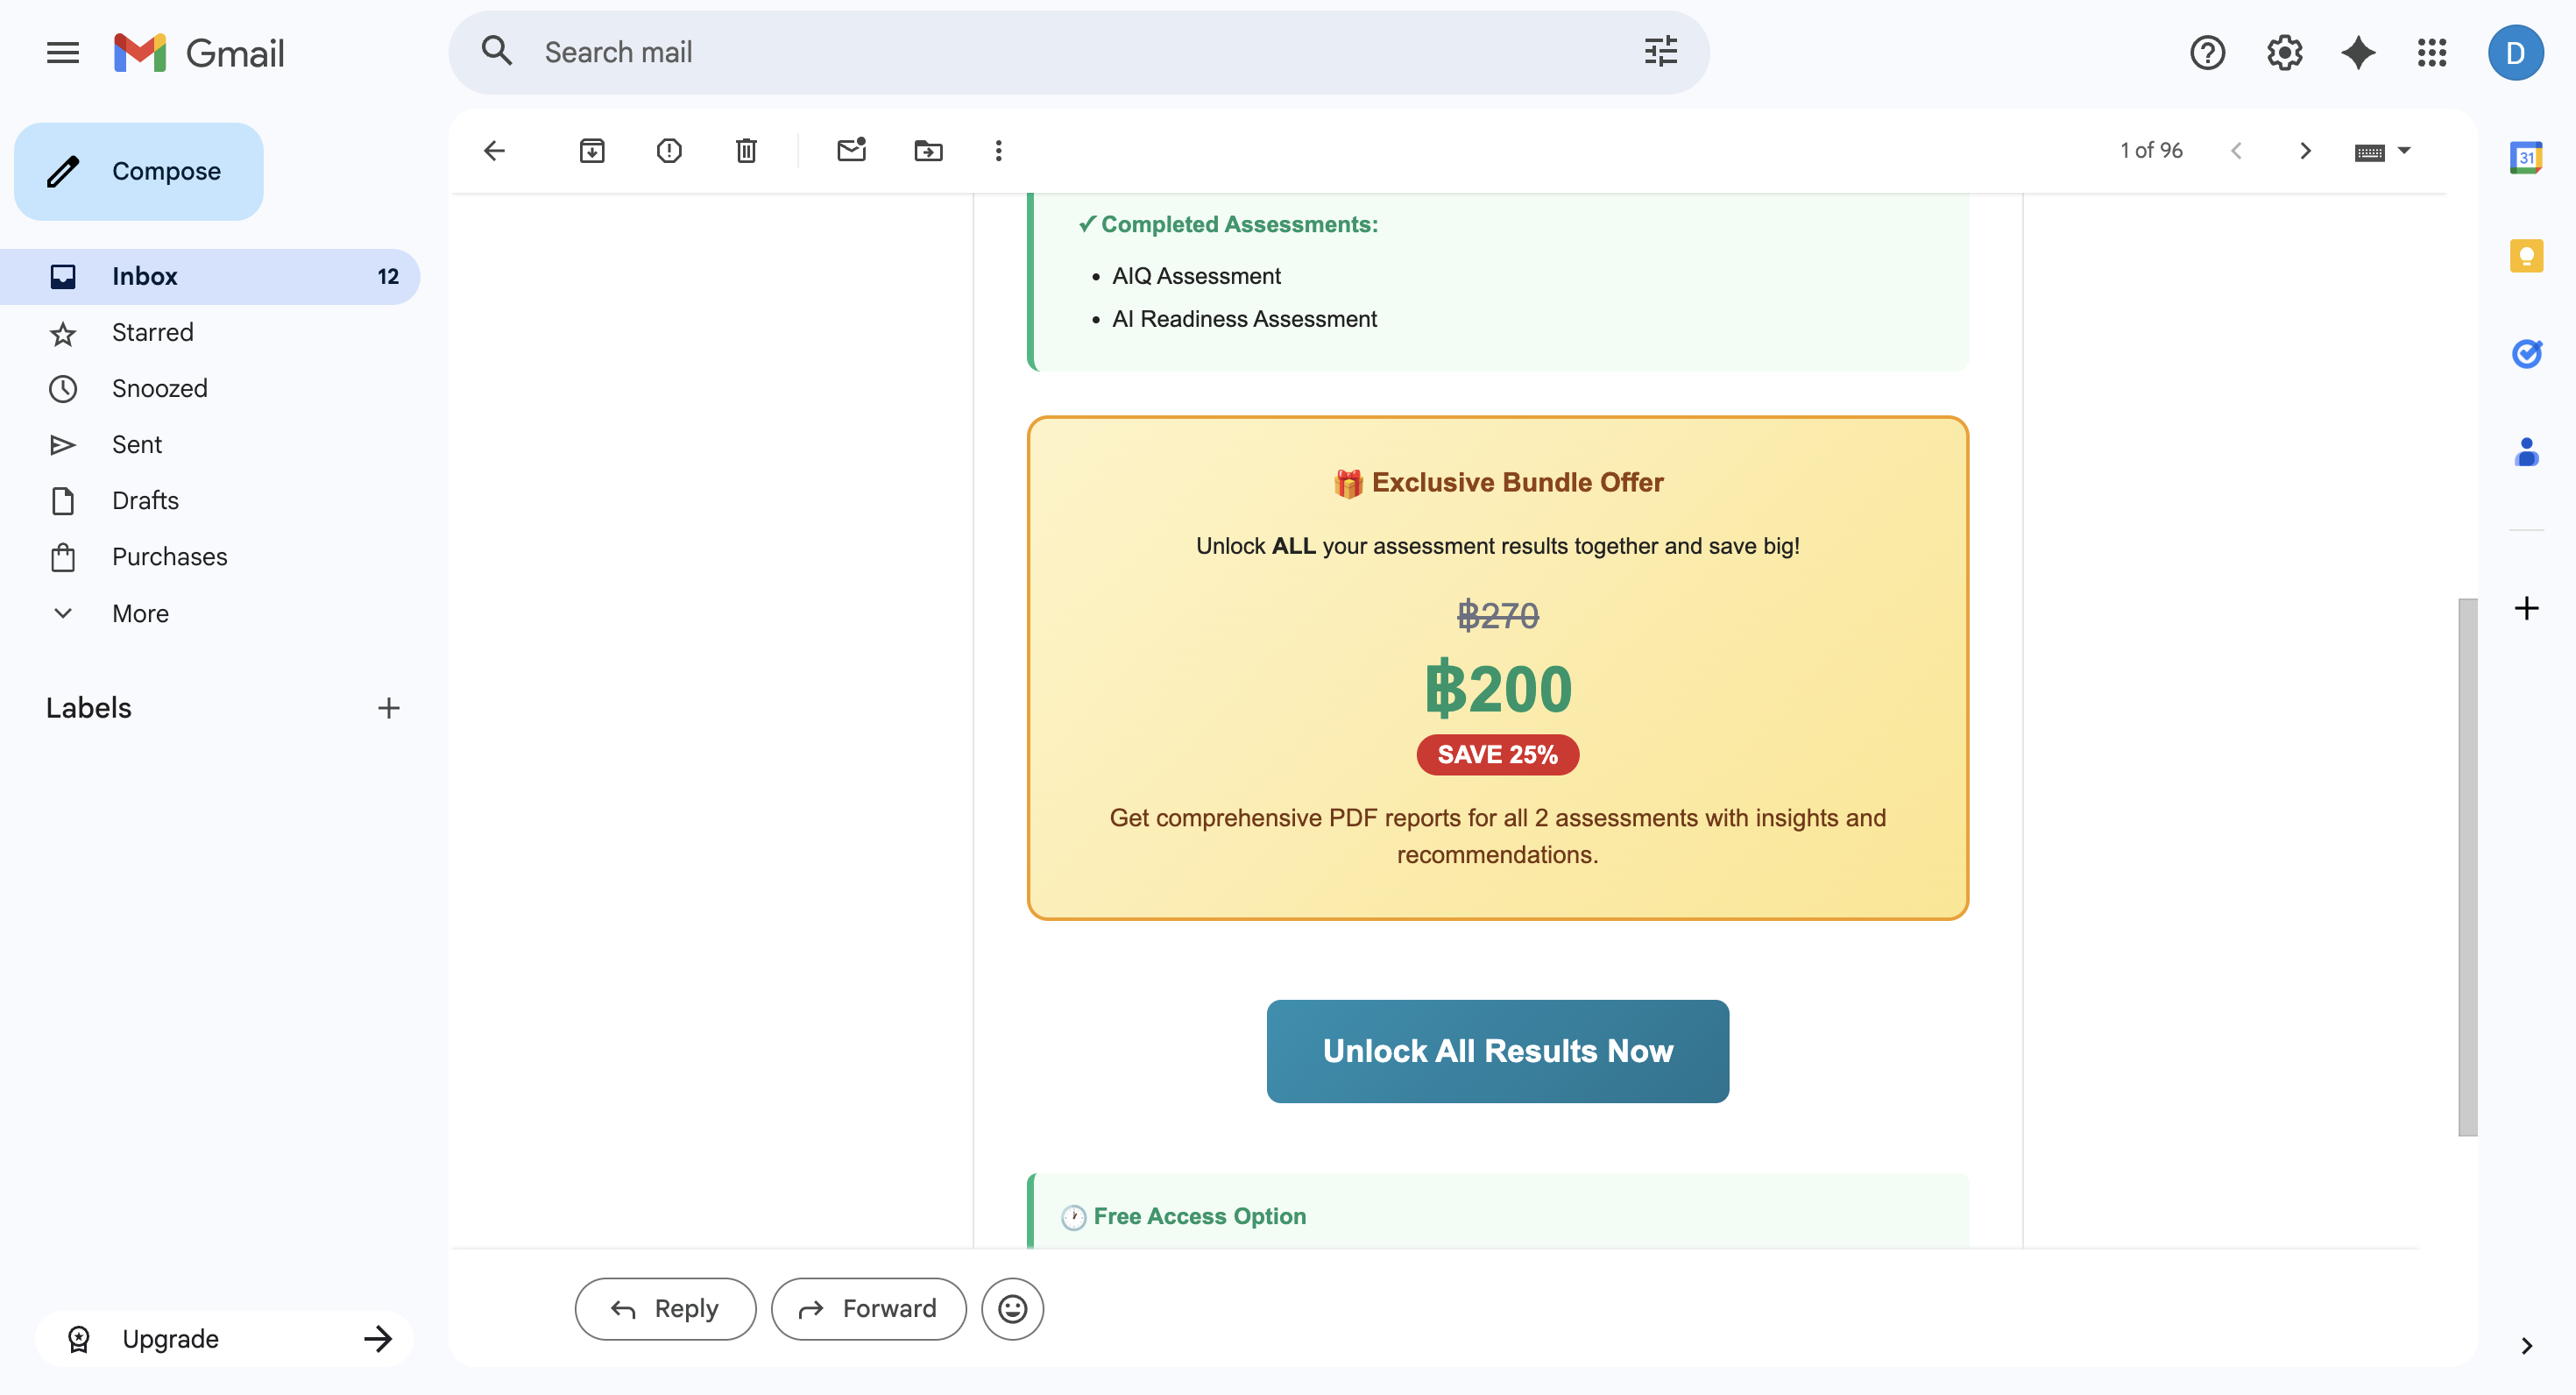 Gmail
Search mail
D
Compose
1 of 96
31
Inbox 12
Starred
Snoozed
Sent
Drafts
Purchases
More
Labels
Upgrade
✓ Completed Assessments:
• AIQ Assessment
• AI Readiness Assessment
🎁 Exclusive Bundle Offer
Unlock ALL your assessment results together and save big!
฿270
฿200
SAVE 25%
Get comprehensive PDF reports for all 2 assessments with insights and
recommendations.
Unlock All Results Now
🕐 Free Access Option
Reply
Forward